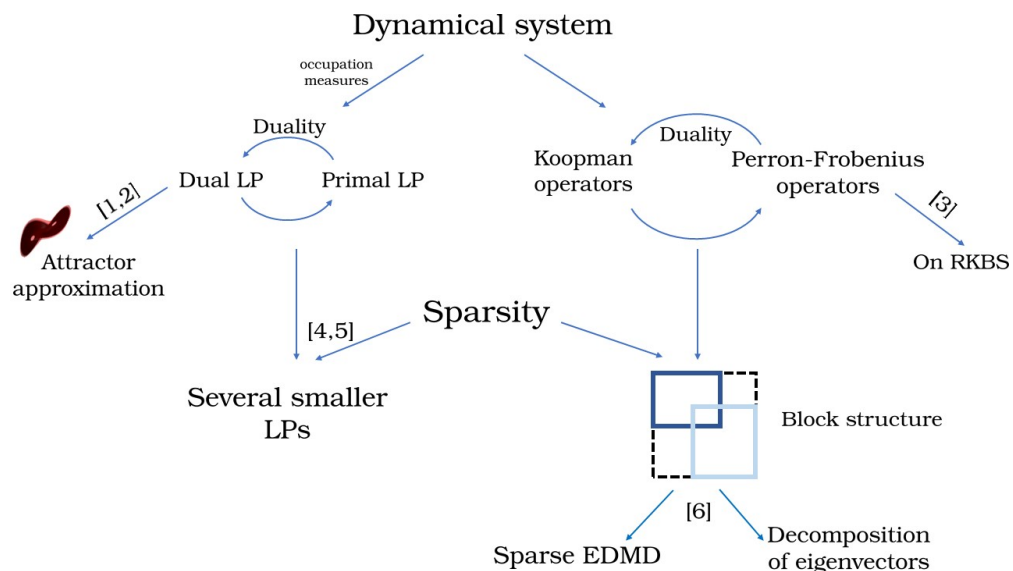 Dynamical system
occupation
measures
Duality
Dual LP
Primal LP
Duality
Koopman
operators
Perron-Frobenius
operators
[1,2]
[3]
Attractor
approximation
On RKBS
Sparsity
[4,5]
Several smaller
LPs
Block structure
[6]
Sparse EDMD
Decomposition
of eigenvectors